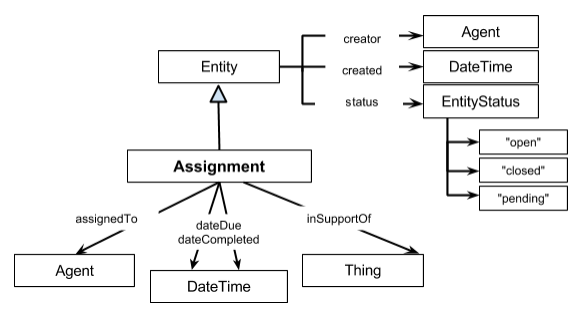 creator
Agent
Entity
created
DateTime
status
EntityStatus
"open"
"closed"
"pending"
Assignment
assignedTo
dateDue
dateCompleted
inSupportOf
Agent
DateTime
Thing